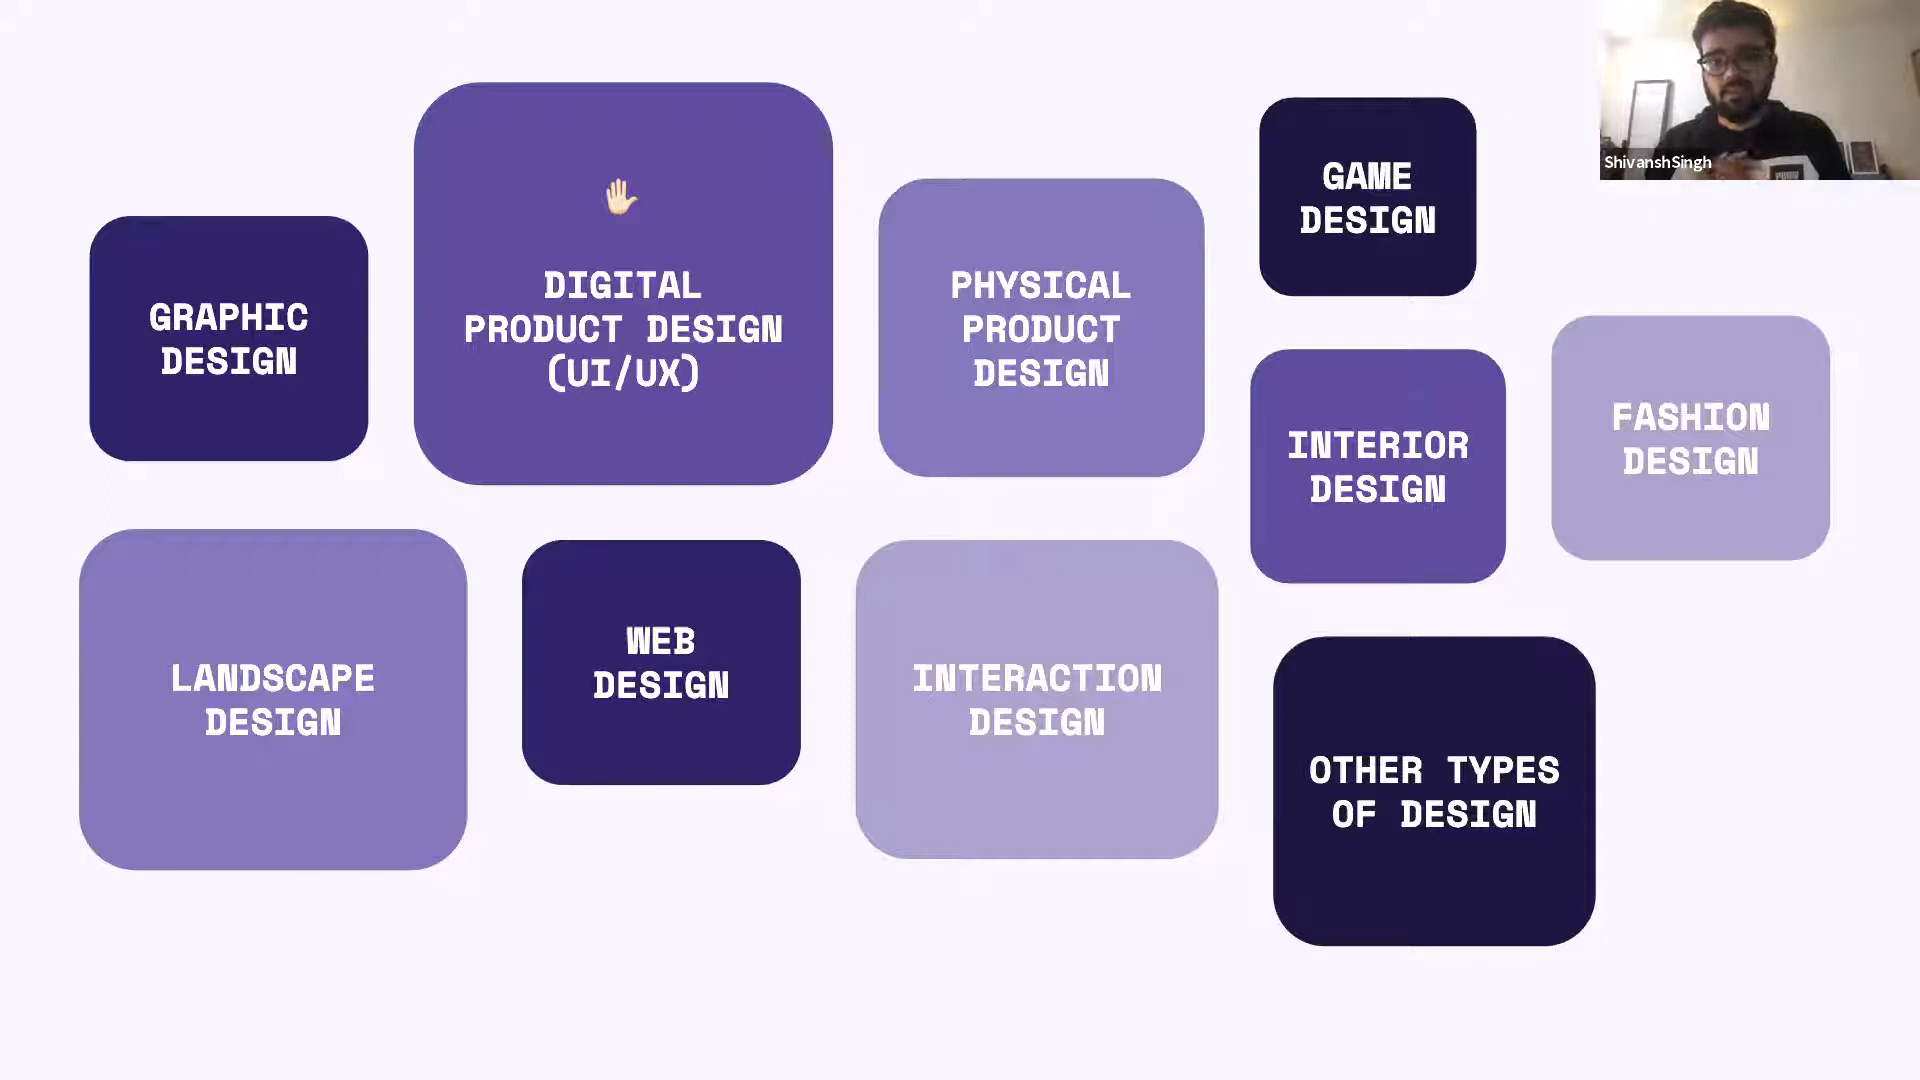 GRAPHIC
DESIGN
DIGITAL
PRODUCT DESIGN
(UI/UX)
PHYSICAL
PRODUCT
DESIGN
GAME
DESIGN
ShivanshSingh
INTERIOR
DESIGN
FASHION
DESIGN
LANDSCAPE
DESIGN
WEB
DESIGN
INTERACTION
DESIGN
OTHER TYPES
OF DESIGN